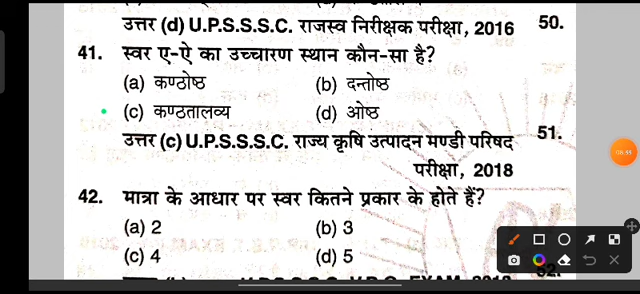 उत्तर (d) U.P.S.S.S.C. राजस्व निरीक्षक परीक्षा, 2016
50.
41. स्वर ए-ऐ का उच्चारण स्थान कौन-सा है?
(a) कण्ठोष्ठ (b) दन्तोष्ठ
(c) कण्ठतालव्य (d) ओष्ठ
उत्तर (c) U.P.S.S.S.C. राज्य कृषि उत्पादन मण्डी परिषद
परीक्षा, 2018
51.
42. मात्रा के आधार पर स्वर कितने प्रकार के होते हैं?
(a) 2 (b) 3
(c) 4 (d) 5
52.